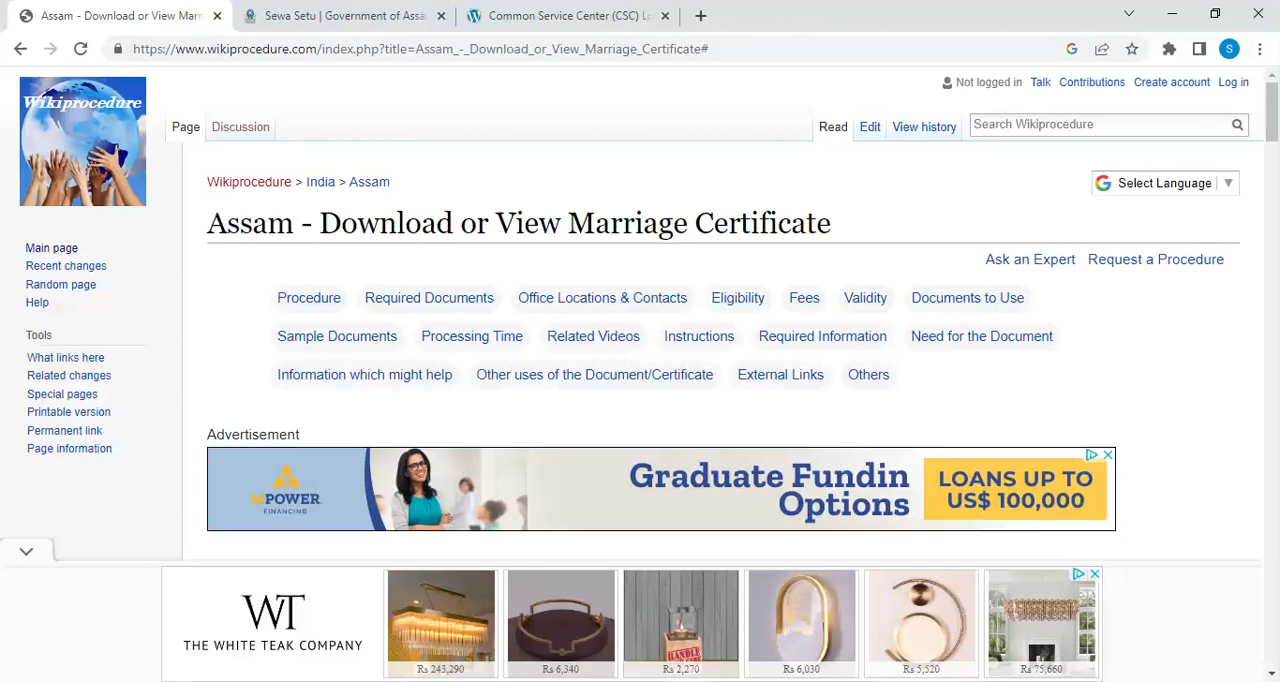 Assam - Download or View Marr
Sewa Setu | Government of Assa
Common Service Center (CSC) L
https://www.wikiprocedure.com/index.php?title=Assam_-_Download_or_View_Marriage_Certificate#
S
Wikiprocedure
Not logged in Talk Contributions Create account Log in
Page Discussion Read Edit View history Search Wikiprocedure
Wikiprocedure > India > Assam
Select Language
Assam - Download or View Marriage Certificate
Ask an Expert Request a Procedure
Main page
Recent changes
Random page
Help
Tools
What links here
Related changes
Special pages
Printable version
Permanent link
Page information
Procedure Required Documents Office Locations & Contacts Eligibility Fees Validity Documents to Use
Sample Documents Processing Time Related Videos Instructions Required Information Need for the Document
Information which might help Other uses of the Document/Certificate External Links Others
Advertisement
MPOWER
FINANCING
Graduate Fundin
Options
LOANS UP TO
US$ 100,000
WT
THE WHITE TEAK COMPANY
Rs 243,290
Rs 6,340
HANDLE
Rs 2,270
Rs 6,030
Rs 5,520
Rs 75,660